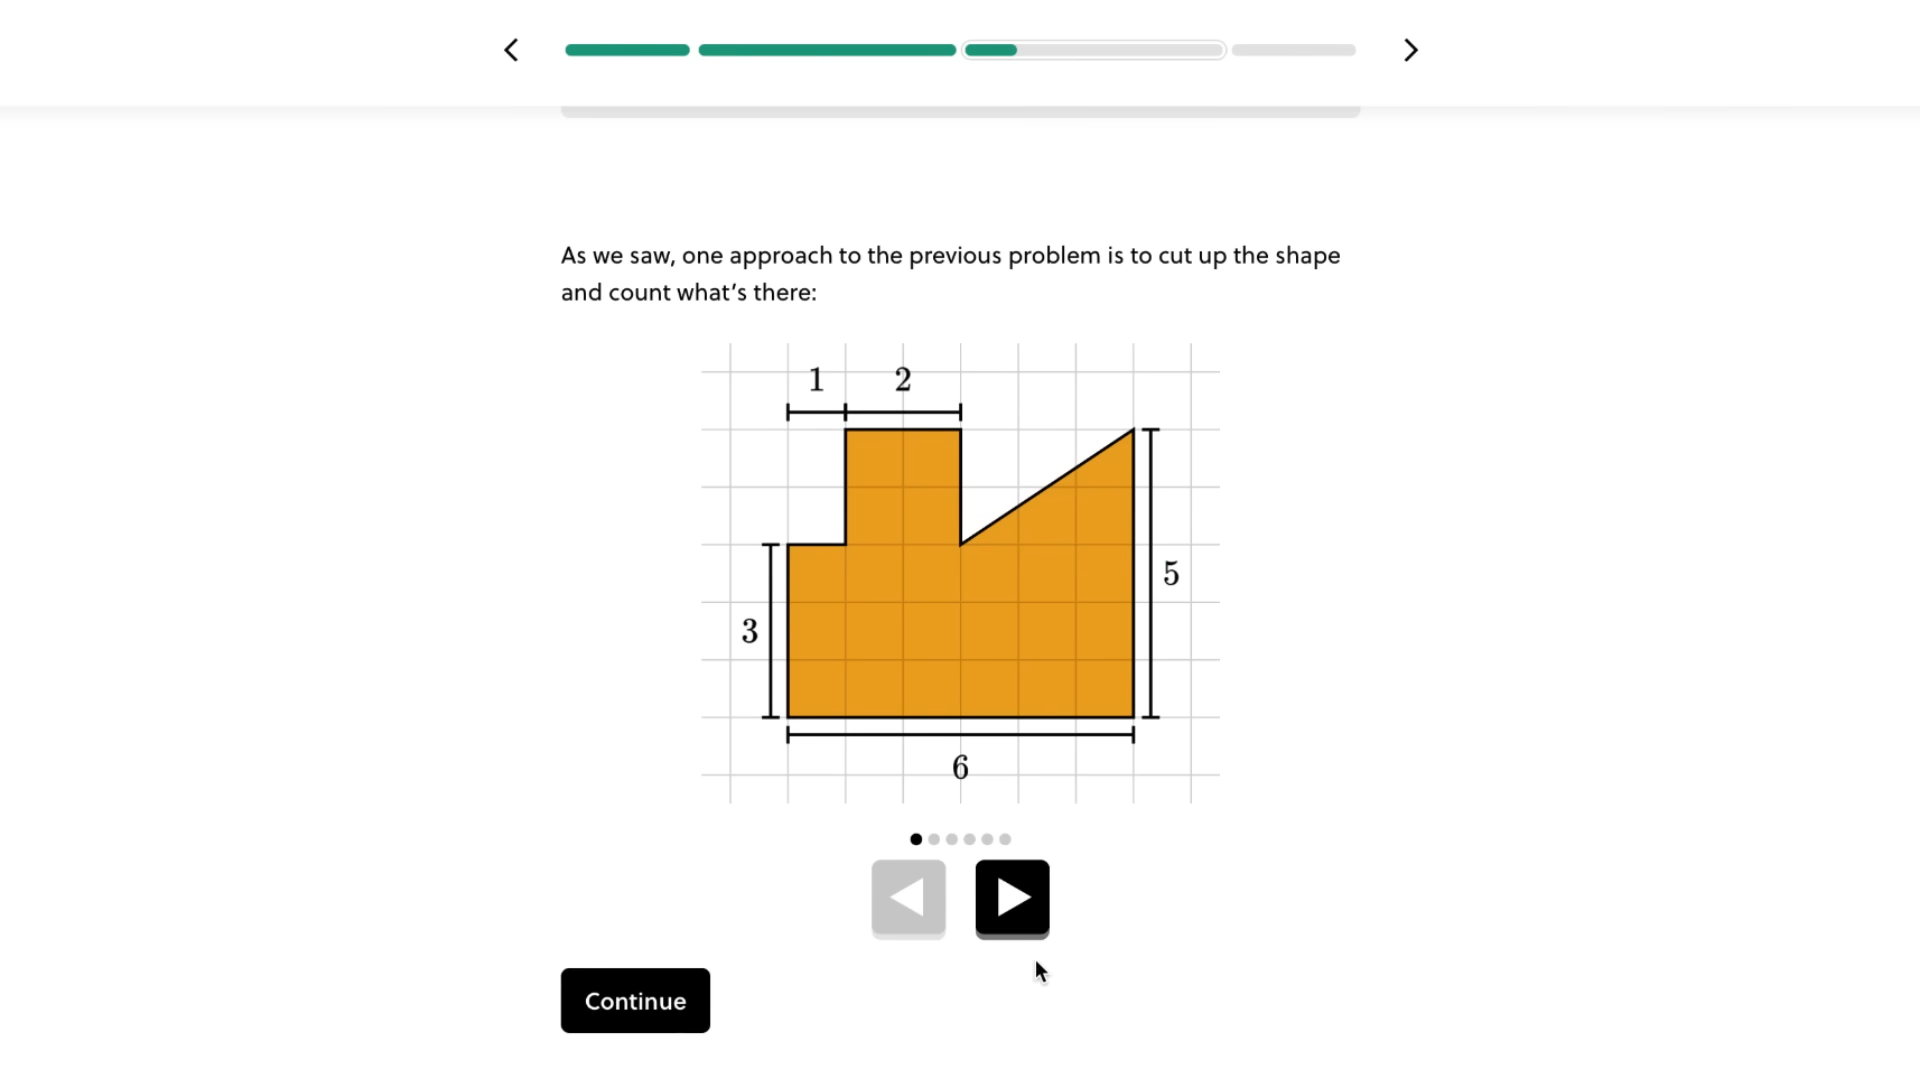 As we saw, one approach to the previous problem is to cut up the shape
and count what’s there:
1 2
5
3
6
Continue